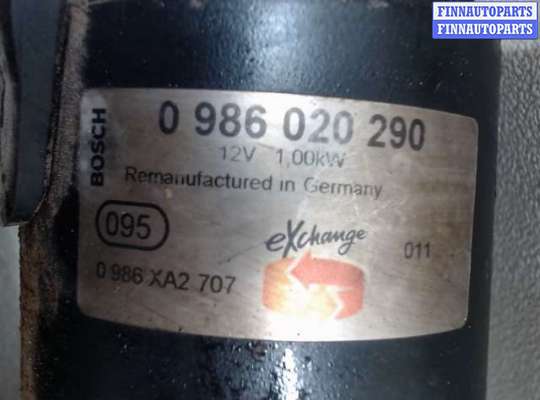 FINNAUTOPARTS
FINNAUTOPARTS
BOSCH
0 986 020 290
12V 1,00kW
Remanufactured in Germany
095
eXchange
011
0 986 XA2 707